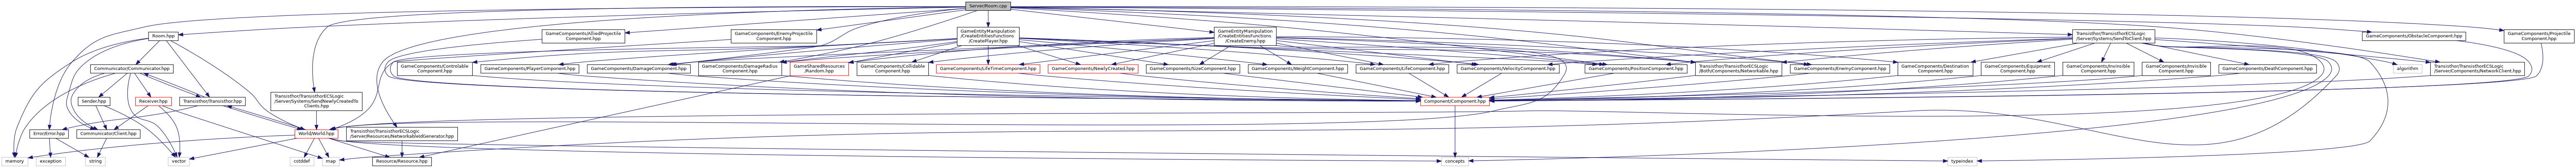 Server/Room.cpp
Room.hpp
GameComponents/AlliedProjectile
Component.hpp
GameComponents/EnemyProjectile
Component.hpp
GameEntityManipulation
/CreateEntitiesFunctions
/CreatePlayer.hpp
GameEntityManipulation
/CreateEntitiesFunctions
/CreateEnemy.hpp
Transisthor/TransisthorECSLogic
/Server/Systems/SendToClient.hpp
GameComponents/ObstacleComponent.hpp
GameComponents/Projectile
Component.hpp
Communicator/Communicator.hpp
GameComponents/Controlable
Component.hpp
GameComponents/PlayerComponent.hpp
GameComponents/DamageComponent.hpp
GameComponents/DamageRadius
Component.hpp
GameSharedResources
/Random.hpp
GameComponents/Collidable
Component.hpp
GameComponents/LifeTimeComponent.hpp
GameComponents/NewlyCreated.hpp
GameComponents/SizeComponent.hpp
GameComponents/WeightComponent.hpp
GameComponents/LifeComponent.hpp
GameComponents/VelocityComponent.hpp
GameComponents/PositionComponent.hpp
Transisthor/TransisthorECSLogic
/Both/Components/Networkable.hpp
GameComponents/EnemyComponent.hpp
GameComponents/Destination
Component.hpp
GameComponents/Equipment
Component.hpp
GameComponents/Invinsible
Component.hpp
GameComponents/Invisible
Component.hpp
GameComponents/DeathComponent.hpp
algorithm
Transisthor/TransisthorECSLogic
/Server/Components/NetworkClient.hpp
Sender.hpp
Receiver.hpp
Transisthor/Transisthor.hpp
Transisthor/TransisthorECSLogic
/Server/Systems/SendNewlyCreatedTo
Clients.hpp
Component/Component.hpp
Error/Error.hpp
Communicator/Client.hpp
World/World.hpp
Transisthor/TransisthorECSLogic
/Server/Resources/NetworkableIdGenerator.hpp
memory
exception
string
vector
cstddef
map
Resource/Resource.hpp
concepts
typeindex